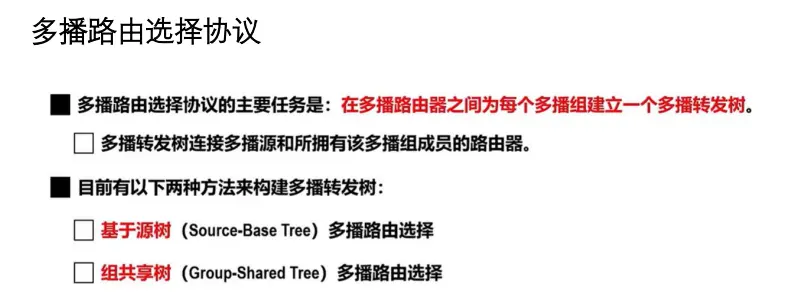 多播路由选择协议
多播路由选择协议的主要任务是：在多播路由器之间为每个多播组建立一个多播转发树。
多播转发树连接多播源和所拥有该多播组成员的路由器。
目前有以下两种方法来构建多播转发树：
基于源树（Source-Base Tree）多播路由选择
组共享树（Group-Shared Tree）多播路由选择